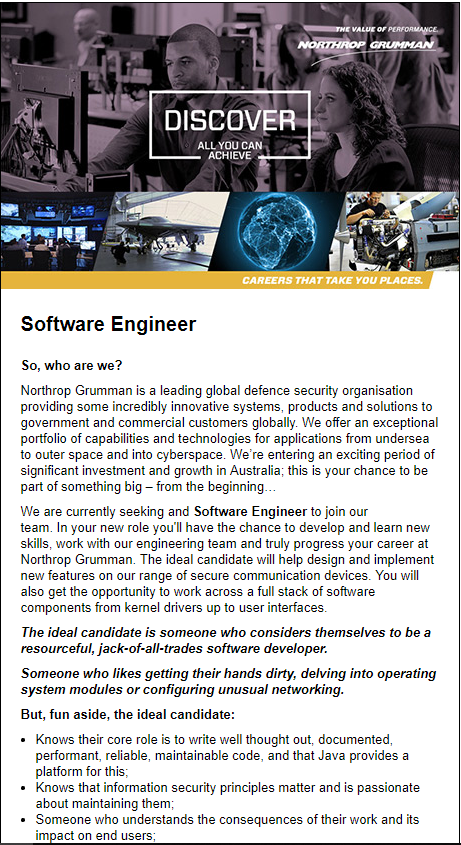 THE VALUE OF PERFORMANCE.
NORTHROP GRUMMAN
DISCOVER
ALL YOU CAN
ACHIEVE
CAREERS THAT TAKE YOU PLACES.
Software Engineer
So, who are we?
Northrop Grumman is a leading global defence security organisation
providing some incredibly innovative systems, products and solutions to
government and commercial customers globally. We offer an exceptional
portfolio of capabilities and technologies for applications from undersea
to outer space and into cyberspace. We're entering an exciting period of
significant investment and growth in Australia; this is your chance to be
part of something big – from the beginning…
We are currently seeking and Software Engineer to join our
team. In your new role you'll have the chance to develop and learn new
skills, work with our engineering team and truly progress your career at
Northrop Grumman. The ideal candidate will help design and implement
new features on our range of secure communication devices. You will
also get the opportunity to work across a full stack of software
components from kernel drivers up to user interfaces.
The ideal candidate is someone who considers themselves to be a
resourceful, jack-of-all-trades software developer.
Someone who likes getting their hands dirty, delving into operating
system modules or configuring unusual networking.
But, fun aside, the ideal candidate:
• Knows their core role is to write well thought out, documented,
performant, reliable, maintainable code, and that Java provides a
platform for this;
• Knows that information security principles matter and is passionate
about maintaining them;
• Someone who understands the consequences of their work and its
impact on end users;